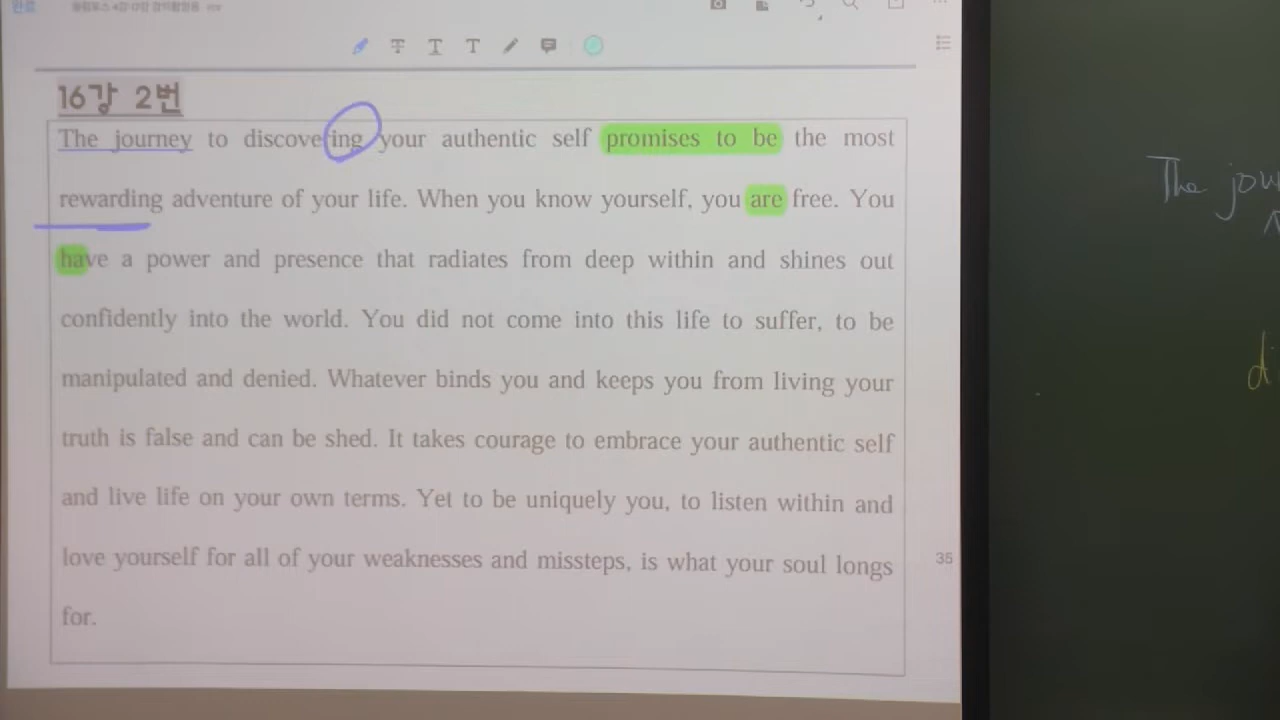 완료
16강 2번
The journey to discovering your authentic self promises to be the most
rewarding adventure of your life. When you know yourself, you are free. You
have a power and presence that radiates from deep within and shines out
confidently into the world. You did not come into this life to suffer, to be
manipulated and denied. Whatever binds you and keeps you from living your
truth is false and can be shed. It takes courage to embrace your authentic self
and live life on your own terms. Yet to be uniquely you, to listen within and
love yourself for all of your weaknesses and missteps, is what your soul longs
for.
35
The jou
di